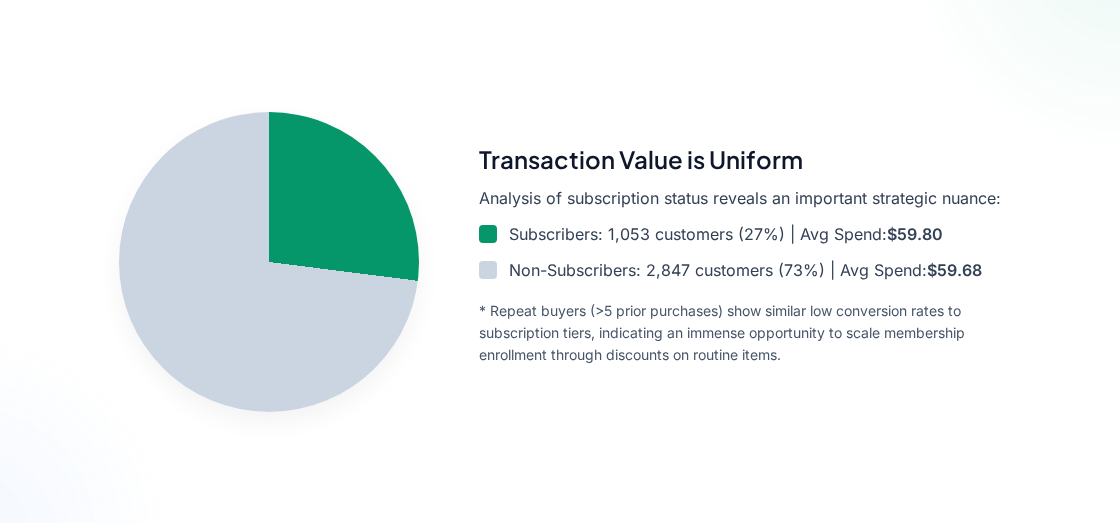 Transaction Value is Uniform
Analysis of subscription status reveals an important strategic nuance:
Subscribers: 1,053 customers (27%) | Avg Spend:$59.80
Non-Subscribers: 2,847 customers (73%) | Avg Spend:$59.68
* Repeat buyers (>5 prior purchases) show similar low conversion rates to
subscription tiers, indicating an immense opportunity to scale membership
enrollment through discounts on routine items.